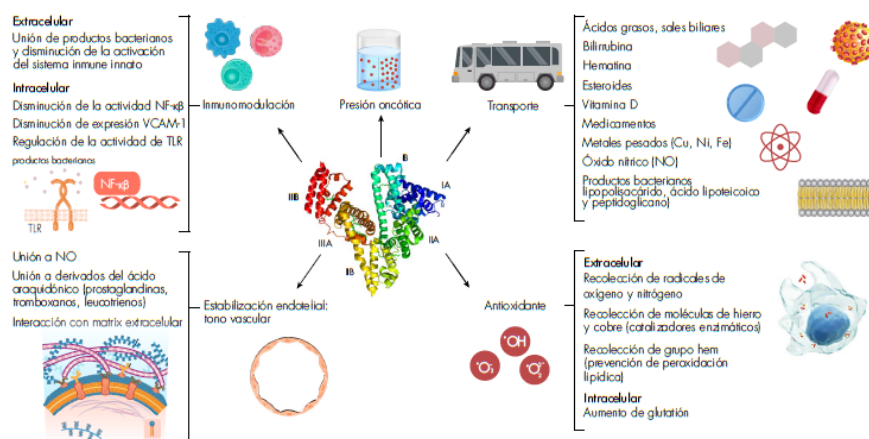 Extracelular
Unión de productos bacterianos
y disminución de la activación
del sistema inmune innato
Intracelular
Disminución de la actividad NF-κβ
Disminución de expresión VCAM-1
Regulación de la actividad de TLR
productos bacterianos
NF-κβ
TLR
Inmunomodulación
Presión oncótica
Transporte
Ácidos grasos, sales biliares
Bilirrubina
Hematina
Esteroides
Vitamina D
Medicamentos
Metales pesados (Cu, Ni, Fe)
Óxido nítrico (NO)
Productos bacterianos
lipopolisacárido, ácido lipoteicoico
y peptidoglicano)
IB
IA
IIIB
IIIA
IIA
IIB
Unión a NO
Unión a derivados del ácido
araquidónico (prostaglandinas,
tromboxanos, leucotrienos)
Interacción con matrix extracelular
Estabilización endotelial:
tono vascular
Antioxidante
•OH
Extracelular
Recolección de radicales de
oxígeno y nitrógeno
Recolección de moléculas de hierro
y cobre (catalizadores enzimáticos)
Recolección de grupo hem
(prevención de peroxidación
lipídica)
Intracelular
Aumento de glutatión